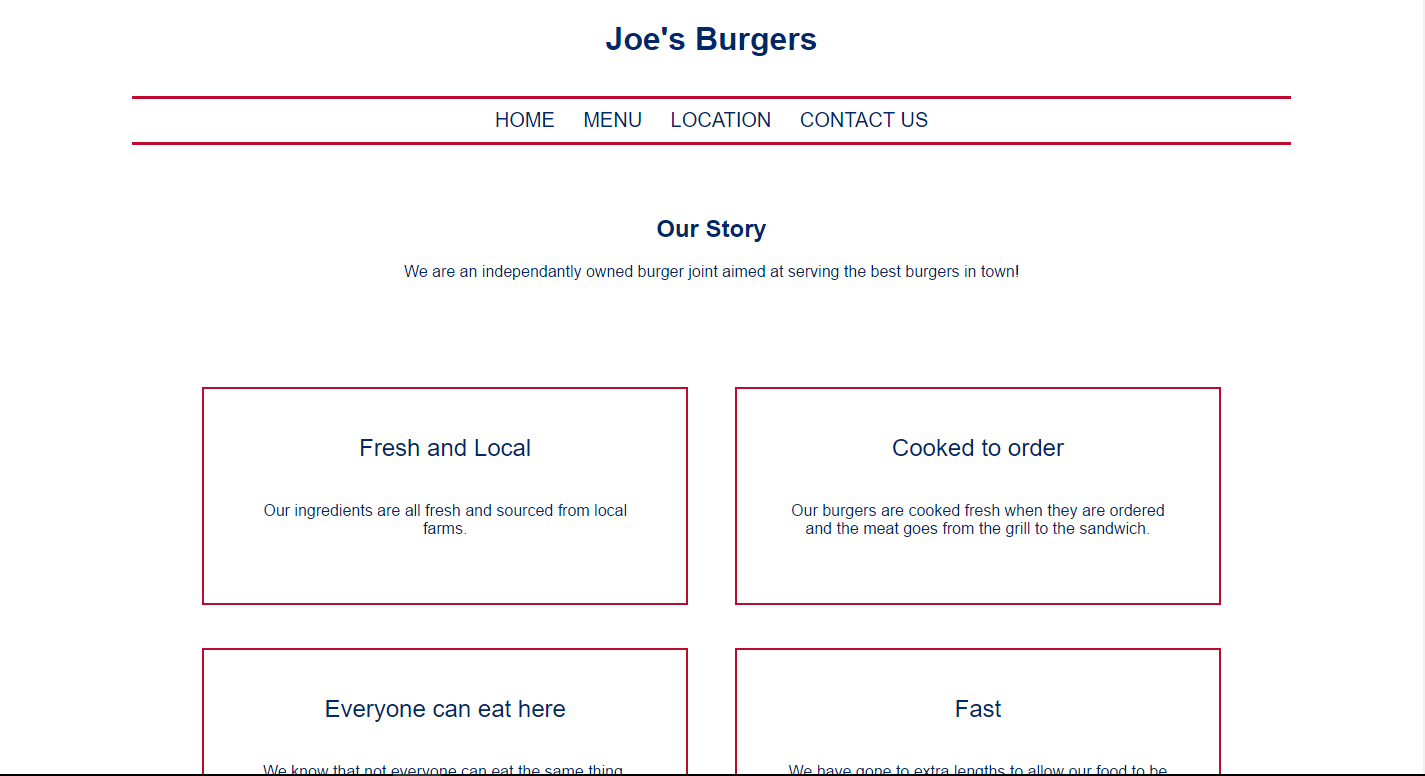 Joe's Burgers
HOME MENU LOCATION CONTACT US
Our Story
We are an independantly owned burger joint aimed at serving the best burgers in town!
Fresh and Local
Our ingredients are all fresh and sourced from local
farms.
Cooked to order
Our burgers are cooked fresh when they are ordered
and the meat goes from the grill to the sandwich.
Everyone can eat here
We know that not everyone can eat the same thing
Fast
We have gone to extra lengths to allow our food to be